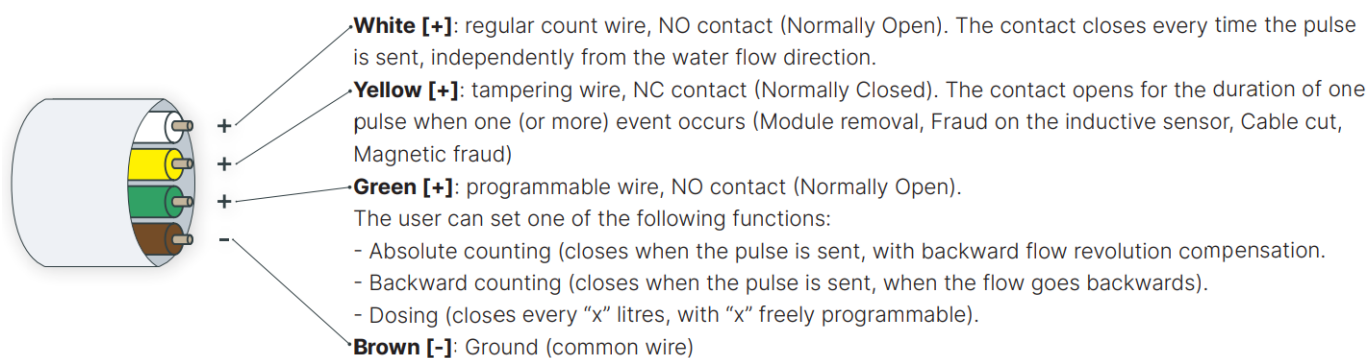 White [+]: regular count wire, NO contact (Normally Open). The contact closes every time the pulse
is sent, independently from the water flow direction.
Yellow [+]: tampering wire, NC contact (Normally Closed). The contact opens for the duration of one
pulse when one (or more) event occurs (Module removal, Fraud on the inductive sensor, Cable cut,
Magnetic fraud)
Green [+]: programmable wire, NO contact (Normally Open).
The user can set one of the following functions:
- Absolute counting (closes when the pulse is sent, with backward flow revolution compensation.
- Backward counting (closes when the pulse is sent, when the flow goes backwards).
- Dosing (closes every “x” litres, with “x” freely programmable).
Brown [-]: Ground (common wire)
+
+
+
-